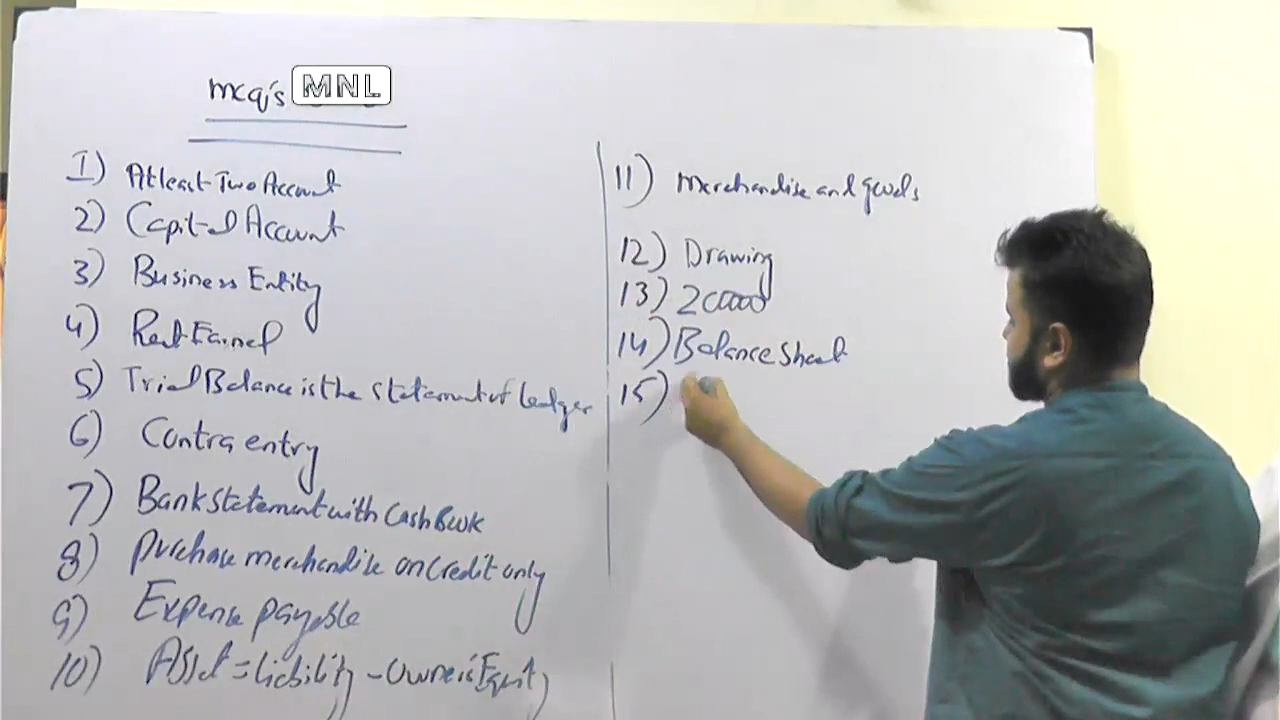 mcq's MNL
1) Atleast Two Account
2) Capital Account
3) Business Entity
4) Rent Earned
5) Trial Balance is the statement of ledger
6) Contra entry
7) Bank statement with Cash Book
8) purchase merchandise on credit only
9) Expense payable
10) Asset = liability - owner's Equity
11) merchandise and goods
12) Drawing
13) 20000
14) Balance sheet
15)